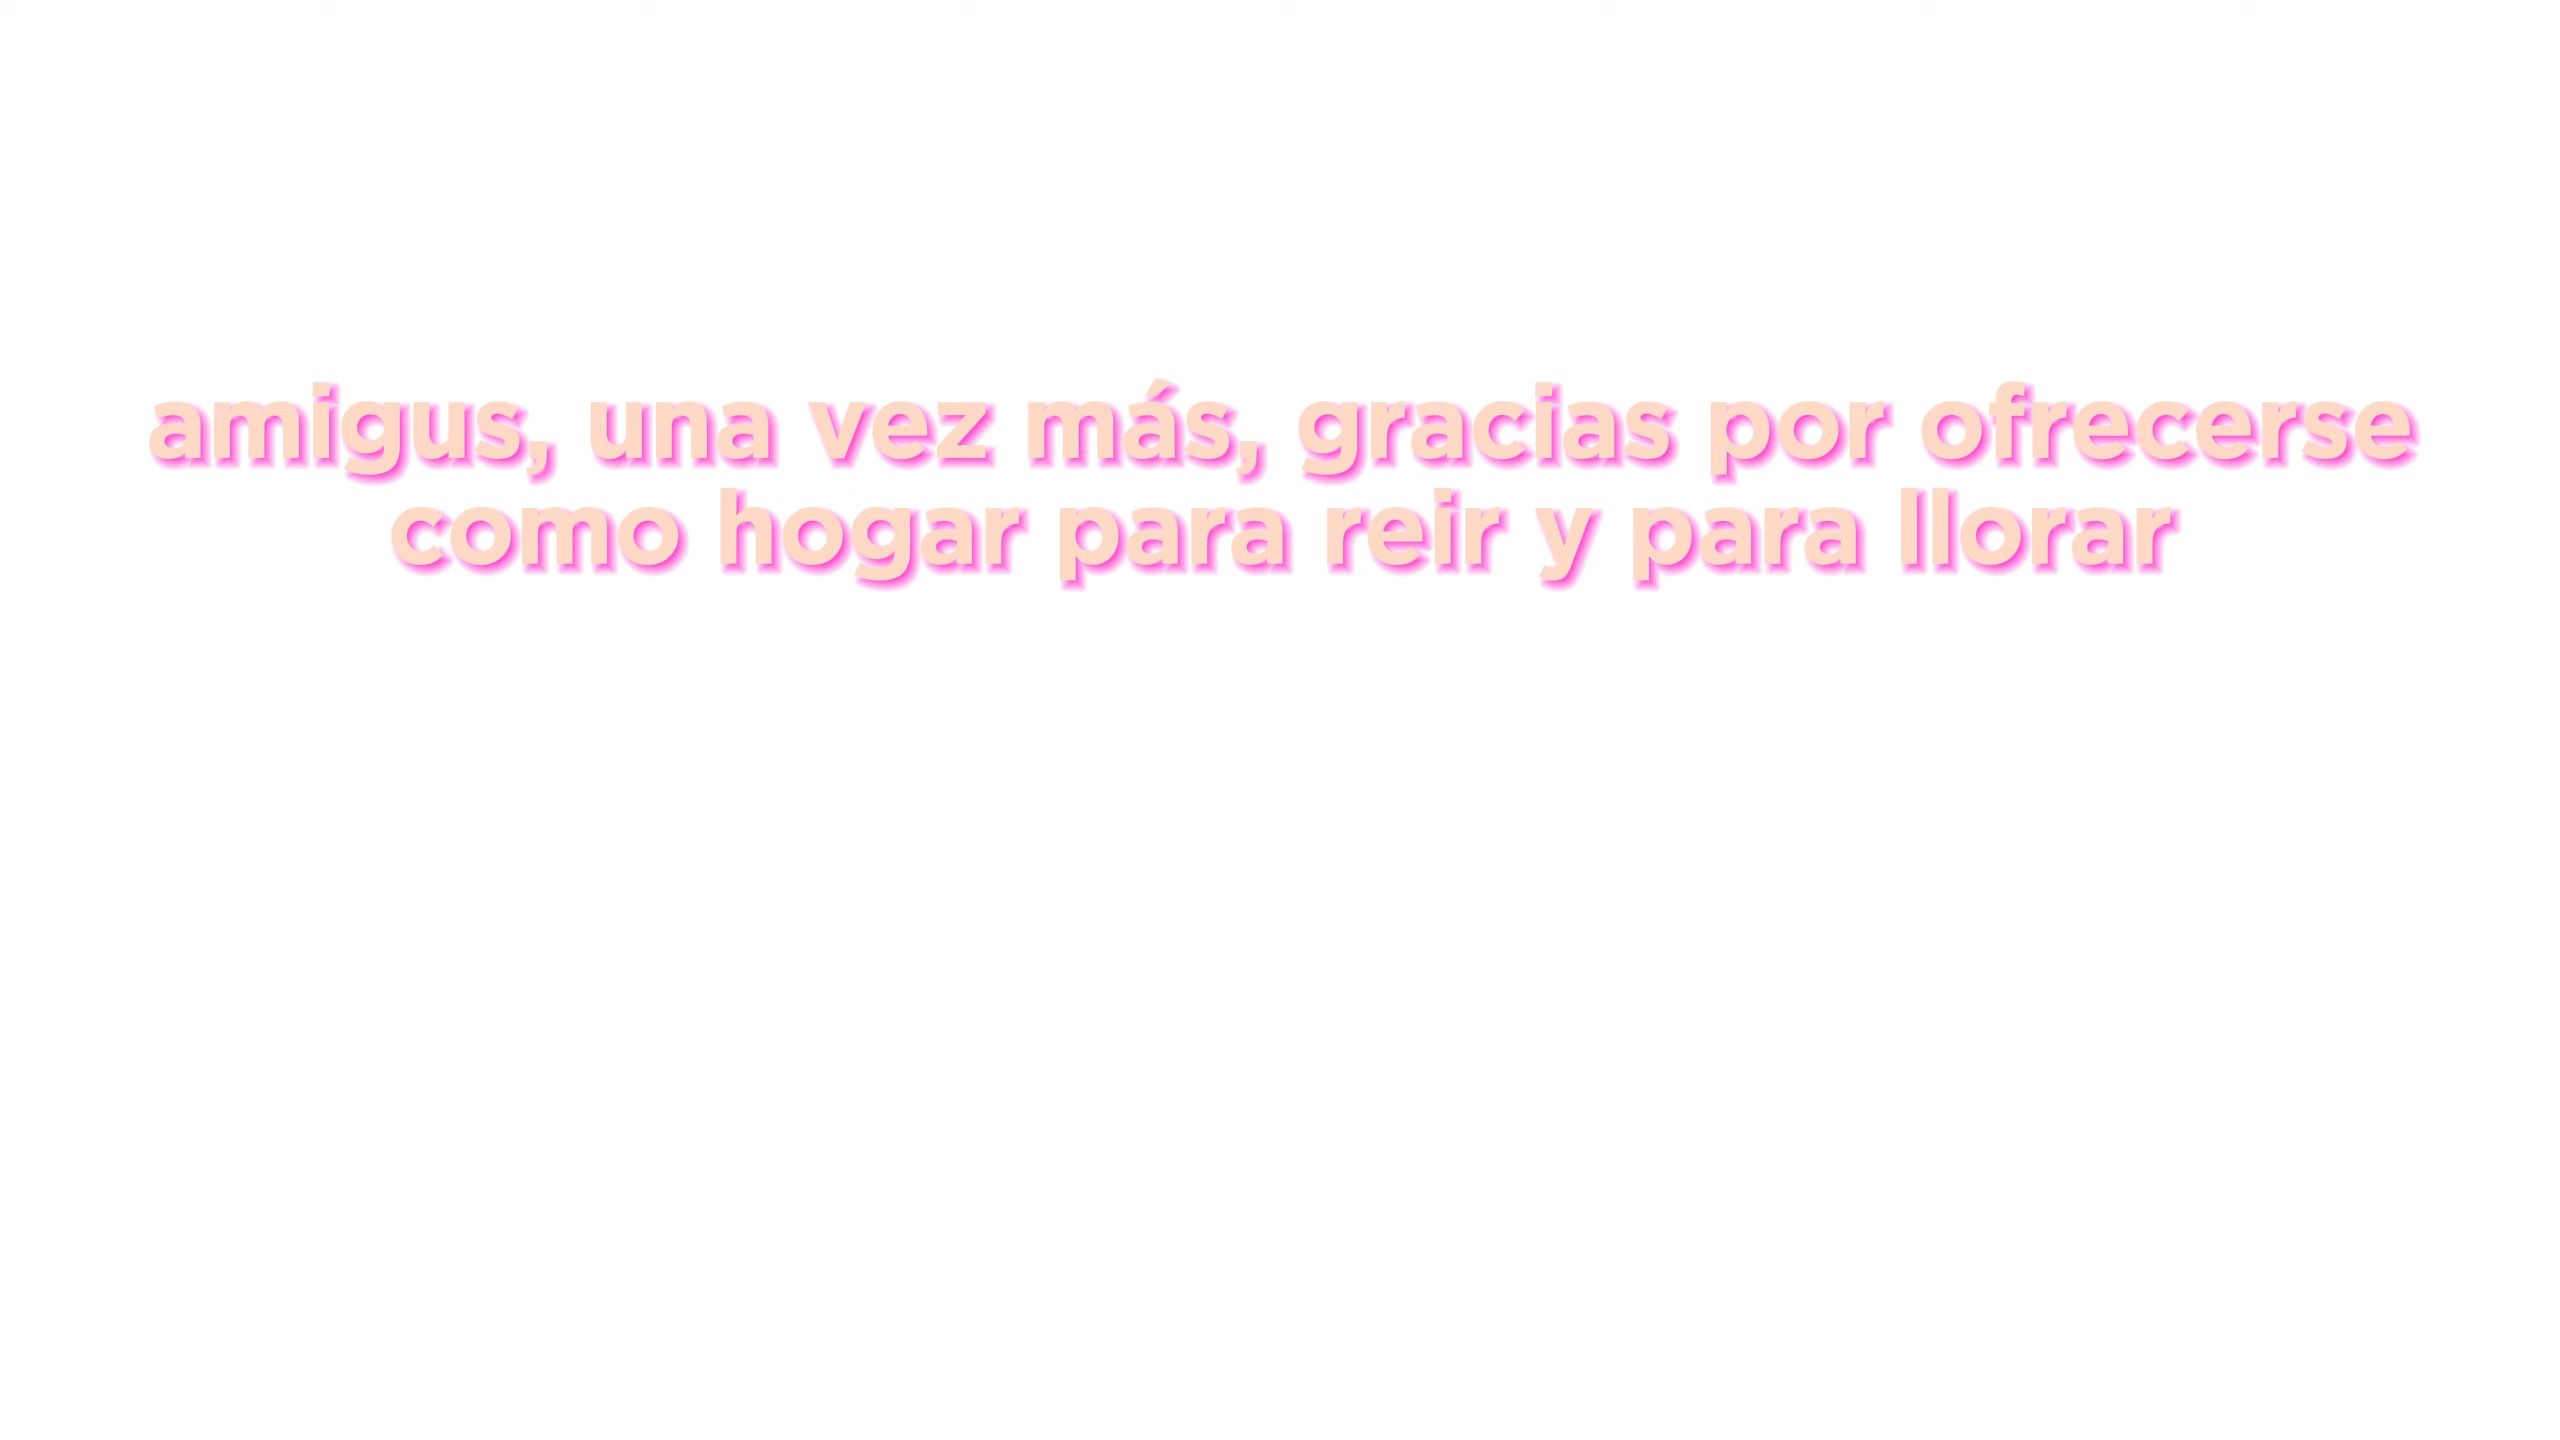 amigus, una vez más, gracias por ofrecerse
como hogar para reir y para llorar